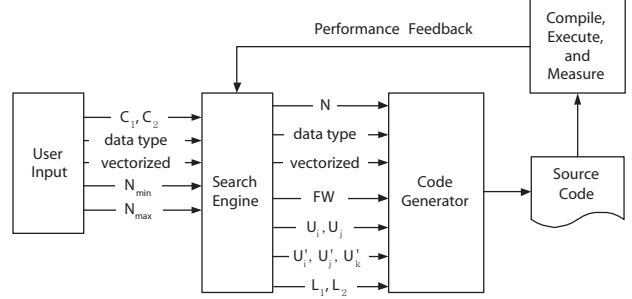 Performance Feedback
Compile,
Execute,
and
Measure
User
Input
C₁, C₂
data type
vectorized
Nmin
Nmax
Search
Engine
N
data type
vectorized
FW
Uᵢ, Uⱼ
U'ᵢ, U'ⱼ, U'ₖ
L₁, L₂
Code
Generator
Source
Code